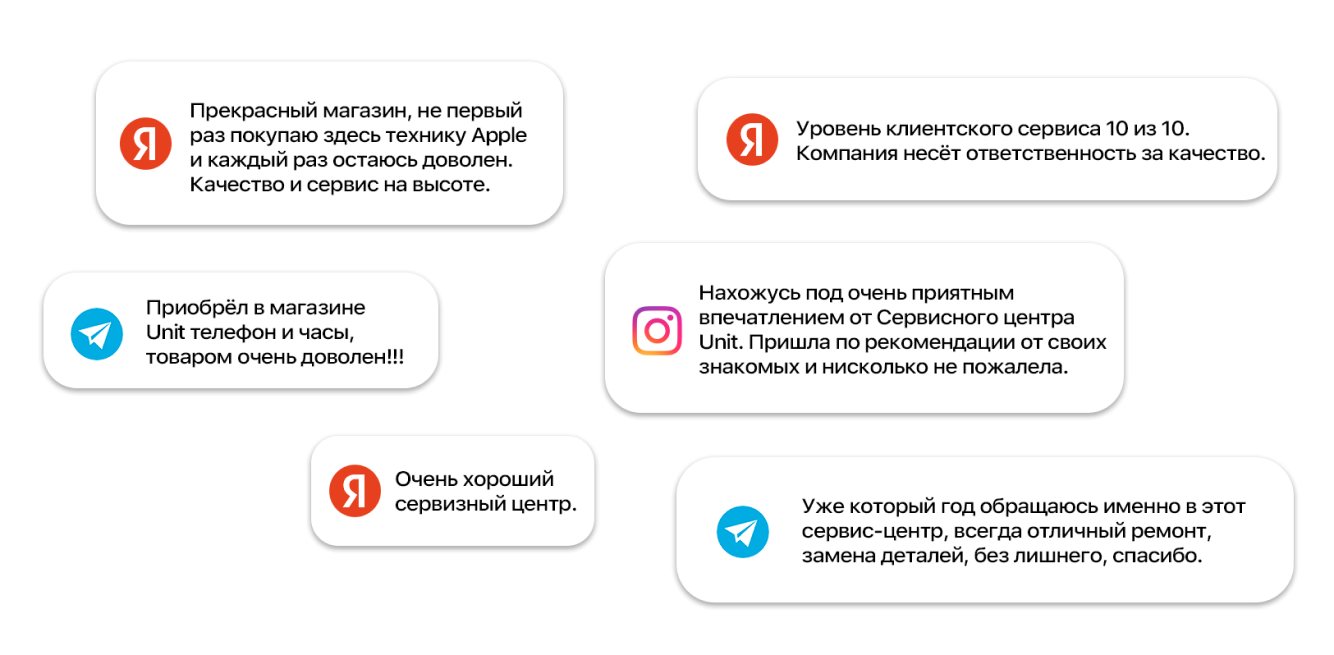 Прекрасный магазин, не первый
раз покупаю здесь технику Apple
и каждый раз остаюсь доволен.
Качество и сервис на высоте.
Уровень клиентского сервиса 10 из 10.
Компания несёт ответственность за качество.
Приобрёл в магазине
Unit телефон и часы,
товаром очень доволен!!!
Нахожусь под очень приятным
впечатлением от Сервисного центра
Unit. Пришла по рекомендации от своих
знакомых и нисколько не пожалела.
Очень хороший
сервизный центр.
Уже который год обращаюсь именно в этот
сервис-центр, всегда отличный ремонт,
замена деталей, без лишнего, спасибо.